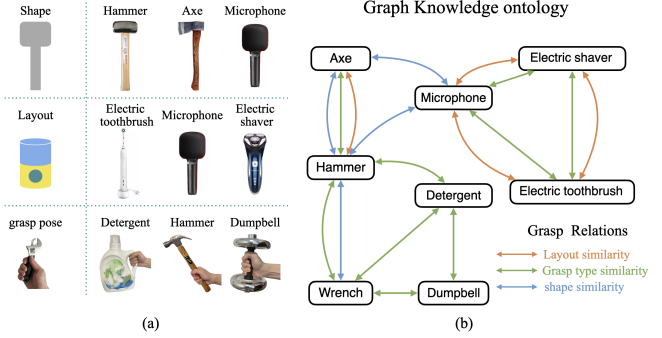 Shape
Hammer
Axe
Microphone
Layout
Electric
toothbrush
Microphone
Electric
shaver
grasp pose
Detergent
Hammer
Dumpbell
(a)
Graph Knowledge ontology
Axe
Electric shaver
Microphone
Hammer
Detergent
Electric toothbrush
Wrench
Dumpbell
Grasp Relations
Layout similarity
Grasp type similarity
shape similarity
(b)